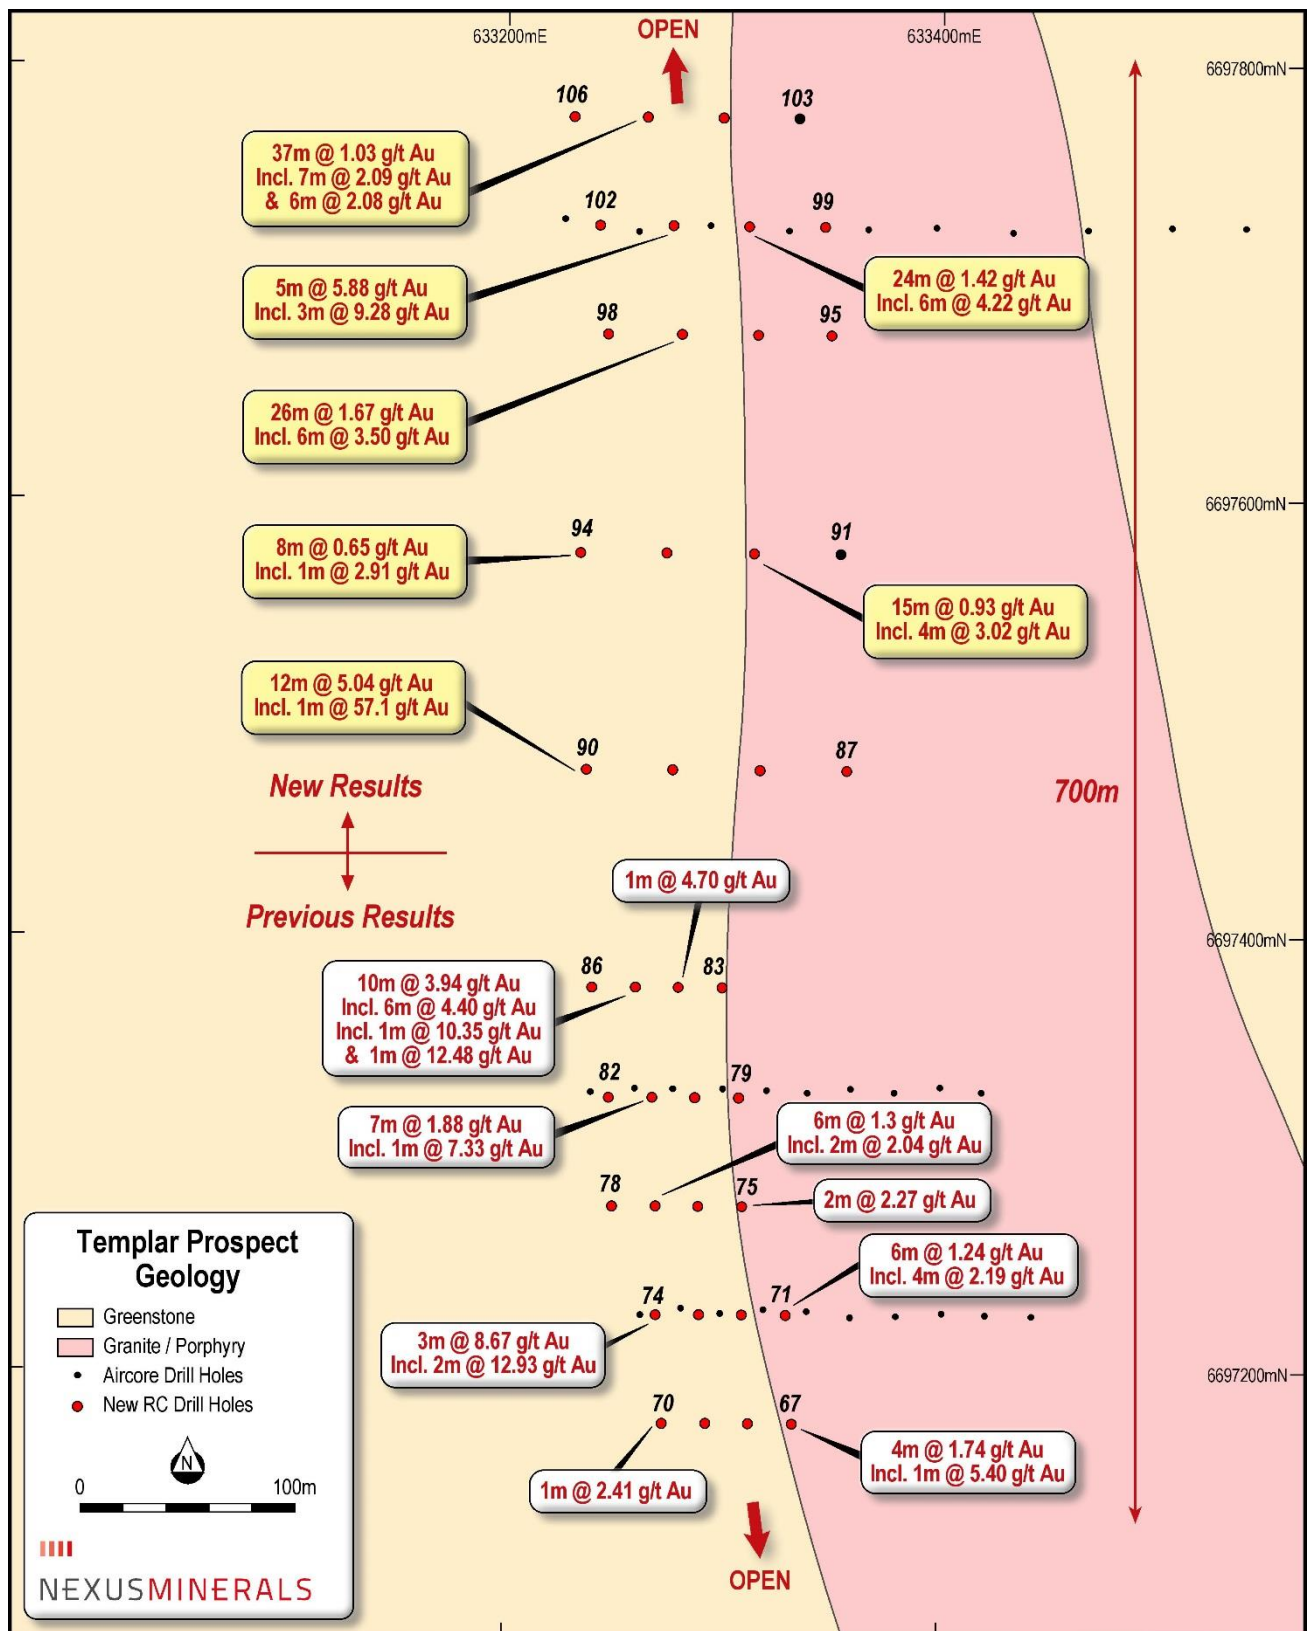 633200mE
OPEN
633400mE
6697800mN
106
103
37m @ 1.03 g/t Au
Incl. 7m @ 2.09 g/t Au
& 6m @ 2.08 g/t Au
102
99
5m @ 5.88 g/t Au
Incl. 3m @ 9.28 g/t Au
24m @ 1.42 g/t Au
Incl. 6m @ 4.22 g/t Au
98
95
26m @ 1.67 g/t Au
Incl. 6m @ 3.50 g/t Au
6697600mN
94
91
8m @ 0.65 g/t Au
Incl. 1m @ 2.91 g/t Au
15m @ 0.93 g/t Au
Incl. 4m @ 3.02 g/t Au
12m @ 5.04 g/t Au
Incl. 1m @ 57.1 g/t Au
90
87
New Results
700m
Previous Results
1m @ 4.70 g/t Au
6697400mN
86
83
10m @ 3.94 g/t Au
Incl. 6m @ 4.40 g/t Au
Incl. 1m @ 10.35 g/t Au
& 1m @ 12.48 g/t Au
82
79
7m @ 1.88 g/t Au
Incl. 1m @ 7.33 g/t Au
6m @ 1.3 g/t Au
Incl. 2m @ 2.04 g/t Au
78
75
2m @ 2.27 g/t Au
6m @ 1.24 g/t Au
Incl. 4m @ 2.19 g/t Au
74
71
3m @ 8.67 g/t Au
Incl. 2m @ 12.93 g/t Au
6697200mN
70
67
4m @ 1.74 g/t Au
Incl. 1m @ 5.40 g/t Au
1m @ 2.41 g/t Au
OPEN
Templar Prospect
Geology
Greenstone
Granite / Porphyry
Aircore Drill Holes
New RC Drill Holes
N
0 100m
NEXUSMINERALS